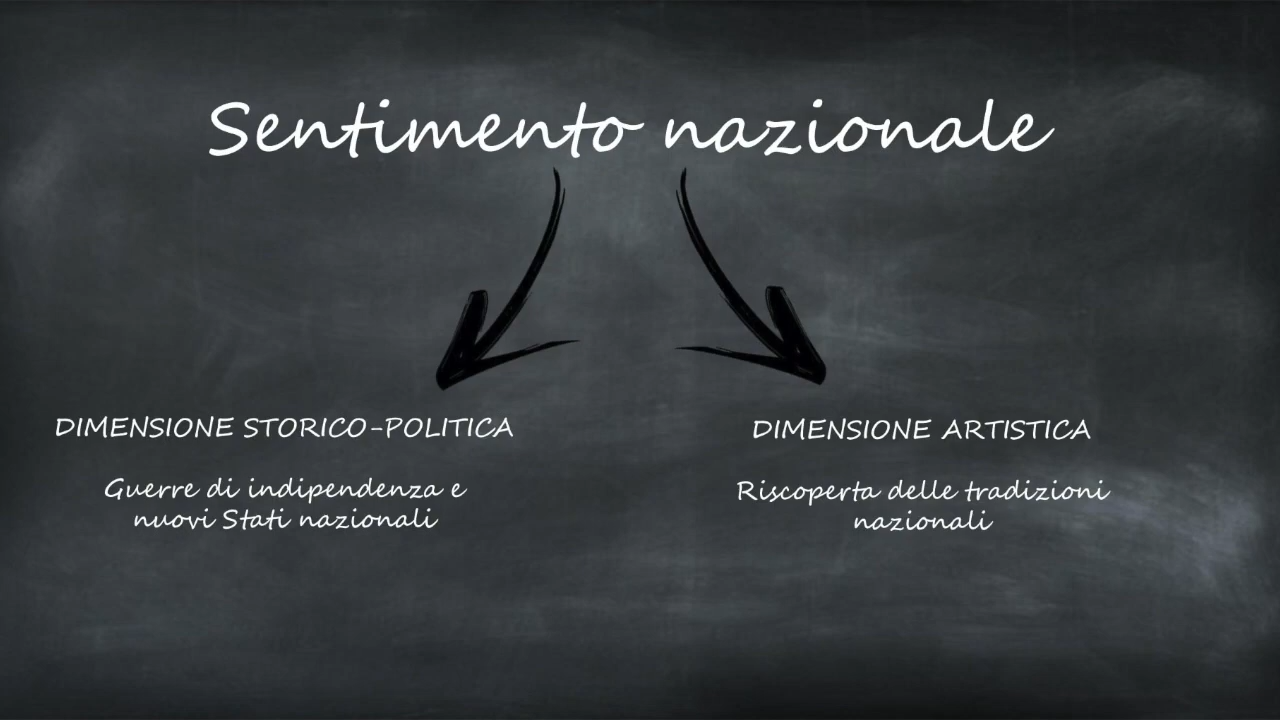 Sentimento nazionale
DIMENSIONE STORICO-POLITICA
Guerre di indipendenza e
nuovi Stati nazionali
DIMENSIONE ARTISTICA
Riscoperta delle tradizioni
nazionali